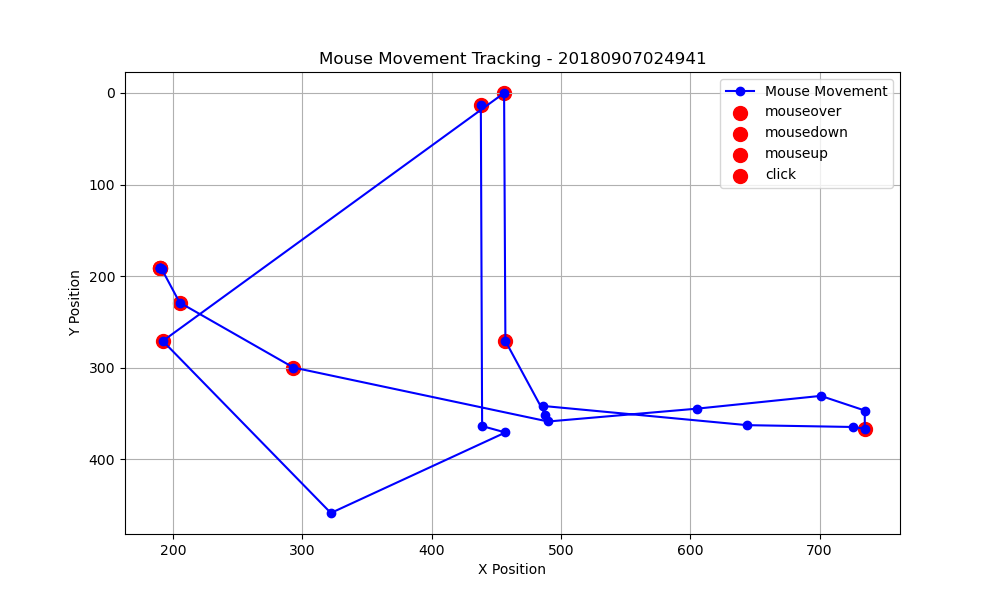 Mouse Movement Tracking - 20180907024941
Mouse Movement
mouseover
mousedown
mouseup
click
Y Position
0
100
200
300
400
200 300 400 500 600 700
X Position